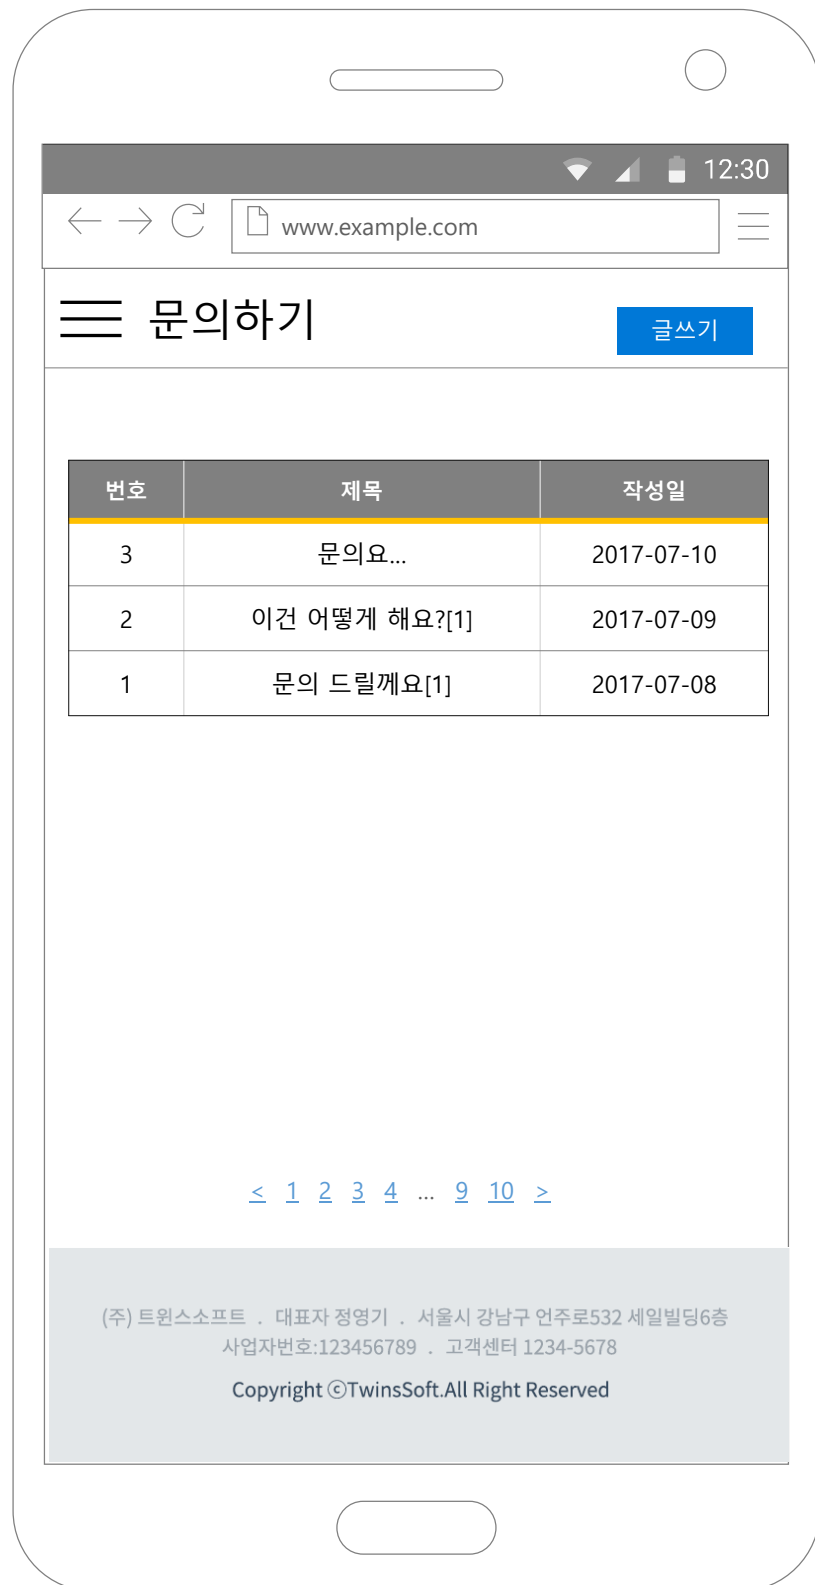 12:30
www.example.com
문의하기 글쓰기
번호 제목 작성일
3 문의요... 2017-07-10
2 이건 어떻게 해요?[1] 2017-07-09
1 문의 드릴께요[1] 2017-07-08
< 1 2 3 4 ... 9 10 >
(주) 트윈스소프트 . 대표자 정영기 . 서울시 강남구 언주로532 세일빌딩6층
사업자번호:123456789 . 고객센터 1234-5678
Copyright ⓒTwinsSoft.All Right Reserved